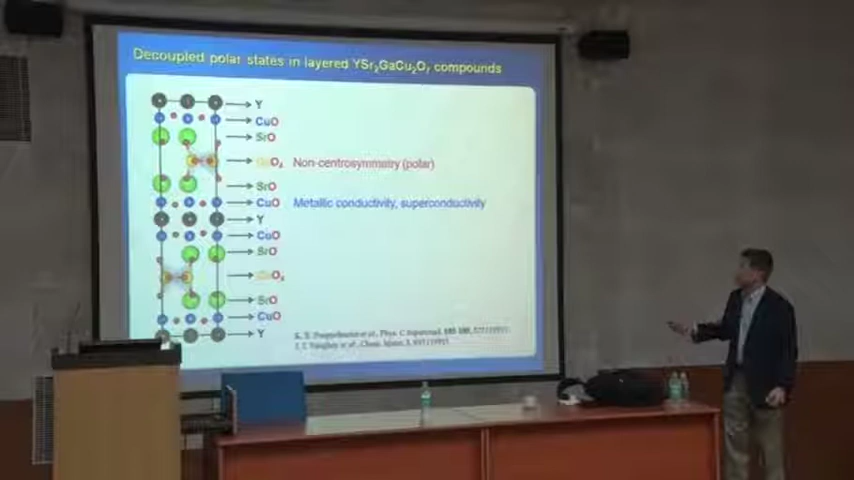 Decoupled polar states in layered YSr₂GaCu₂O₇ compounds
Y
CuO
SrO
GaO₄ Non-centrosymmetry (polar)
SrO
CuO Metallic conductivity, superconductivity
Y
CuO
SrO
GaO₄
SrO
CuO
Y